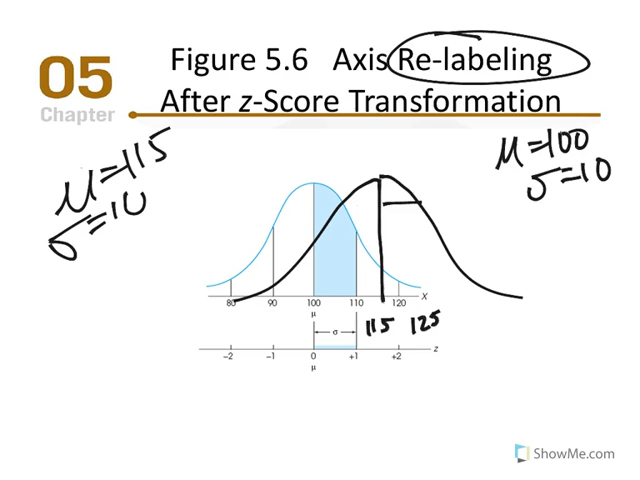 05
Chapter
Figure 5.6 Axis Re-labeling
After z-Score Transformation
μ=115
σ=10
μ=100
σ=10
80 90 100 110 120 X
μ
115 125
σ
-2 -1 0 +1 +2 z
μ
ShowMe.com